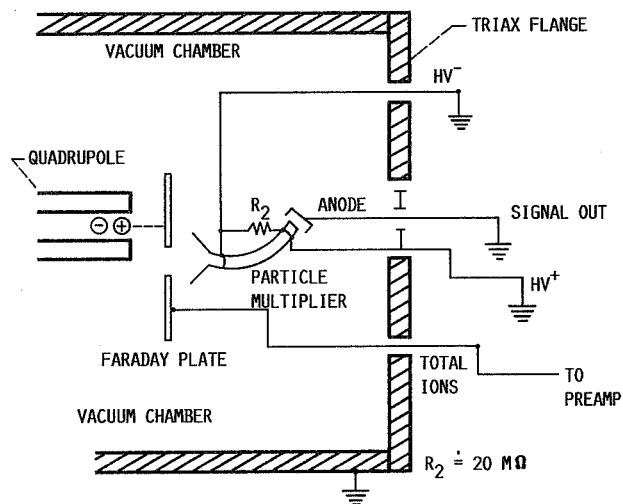 TRIAX FLANGE
VACUUM CHAMBER
HV⁻
QUADRUPOLE
R₂
ANODE
SIGNAL OUT
⊖ ⊕
PARTICLE
MULTIPLIER
HV⁺
FARADAY PLATE
TOTAL
IONS
TO
PREAMP
VACUUM CHAMBER
R₂ = 20 MΩ